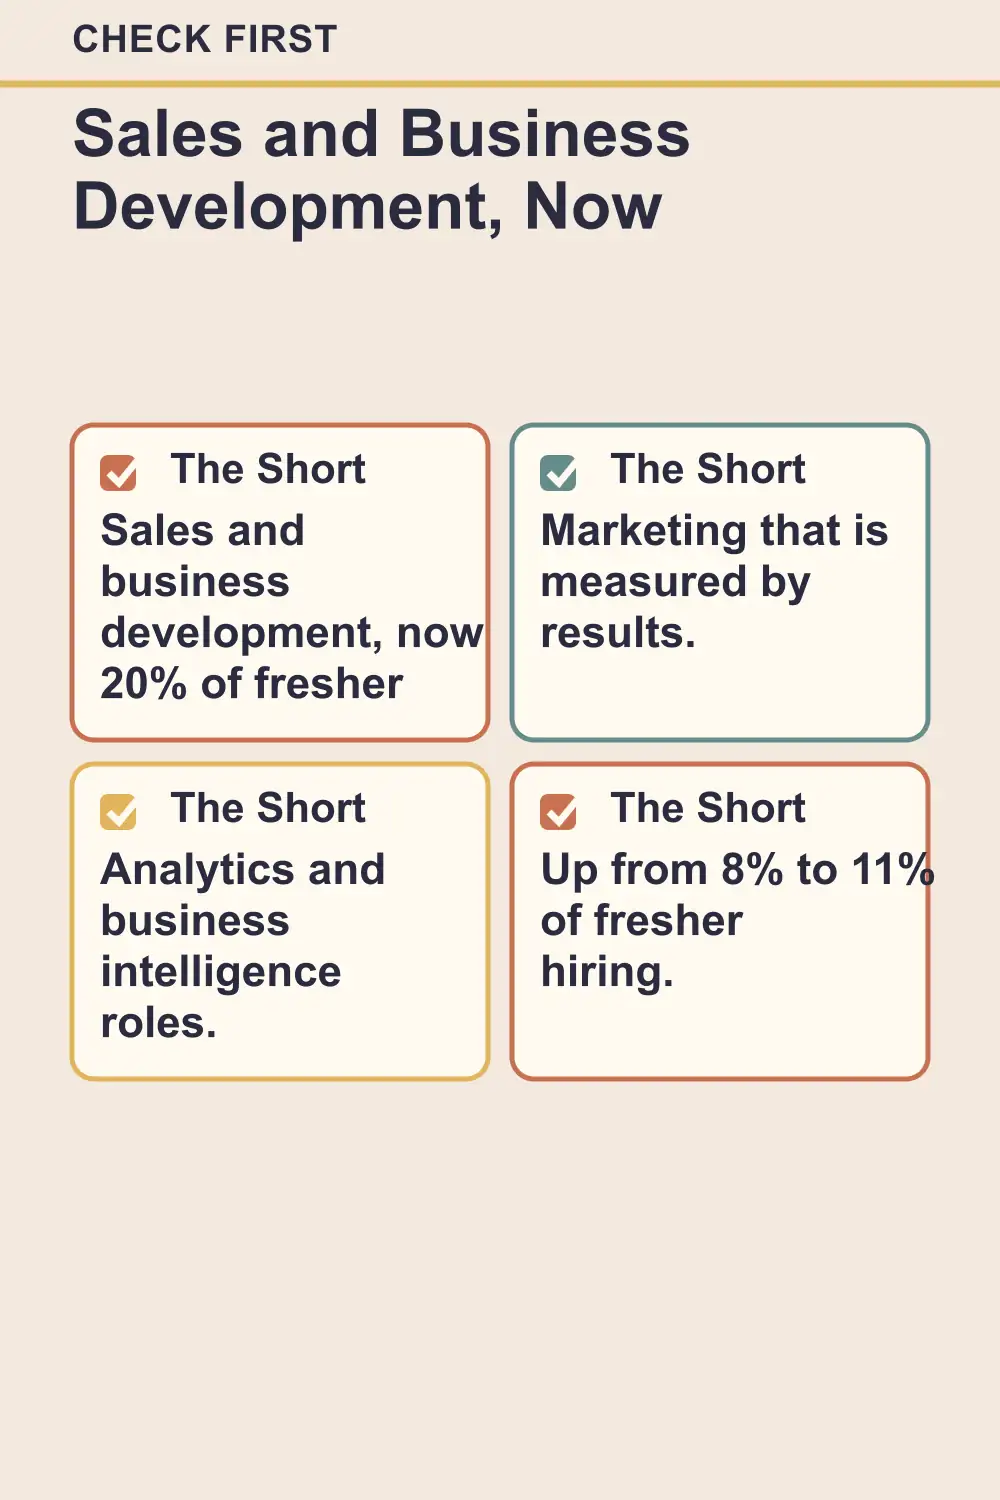 CHECK FIRST
Sales and Business
Development, Now
The Short
Sales and
business
development, now
20% of fresher
The Short
Marketing that is
measured by
results.
The Short
Analytics and
business
intelligence
roles.
The Short
Up from 8% to 11%
of fresher
hiring.